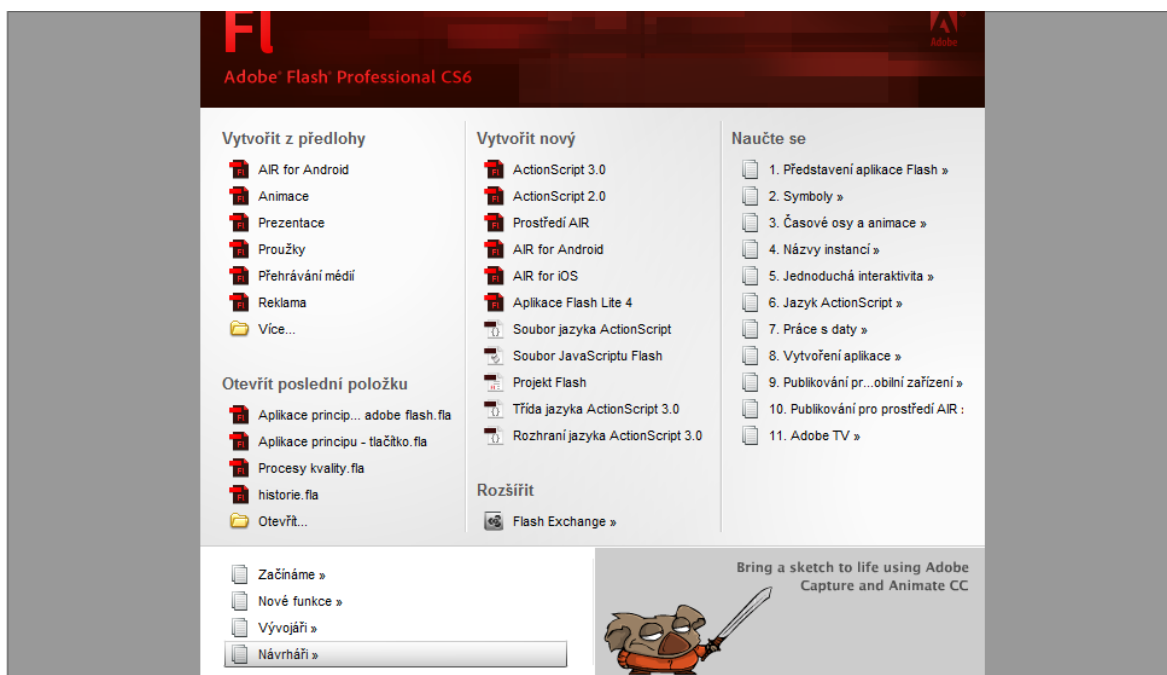 Fl
Adobe
Adobe® Flash® Professional CS6
Vytvořit z předlohy
AIR for Android
Animace
Prezentace
Proužky
Přehrávání médií
Reklama
Více...
Otevřít poslední položku
Aplikace princip... adobe flash.fla
Aplikace principu - tlačítko.fla
Procesy kvality.fla
historie.fla
Otevřít...
Vytvořit nový
ActionScript 3.0
ActionScript 2.0
Prostředí AIR
AIR for Android
AIR for iOS
Aplikace Flash Lite 4
Soubor jazyka ActionScript
Soubor JavaScriptu Flash
Projekt Flash
Třída jazyka ActionScript 3.0
Rozhraní jazyka ActionScript 3.0
Rozšířit
Flash Exchange »
Naučte se
1. Představení aplikace Flash »
2. Symboly »
3. Časové osy a animace »
4. Názvy instancí »
5. Jednoduchá interaktivita »
6. Jazyk ActionScript »
7. Práce s daty »
8. Vytvoření aplikace »
9. Publikování pr...obilní zařízení »
10. Publikování pro prostředí AIR :
11. Adobe TV »
Začínáme »
Nové funkce »
Vývojáři »
Návrháři »
Bring a sketch to life using Adobe
Capture and Animate CC